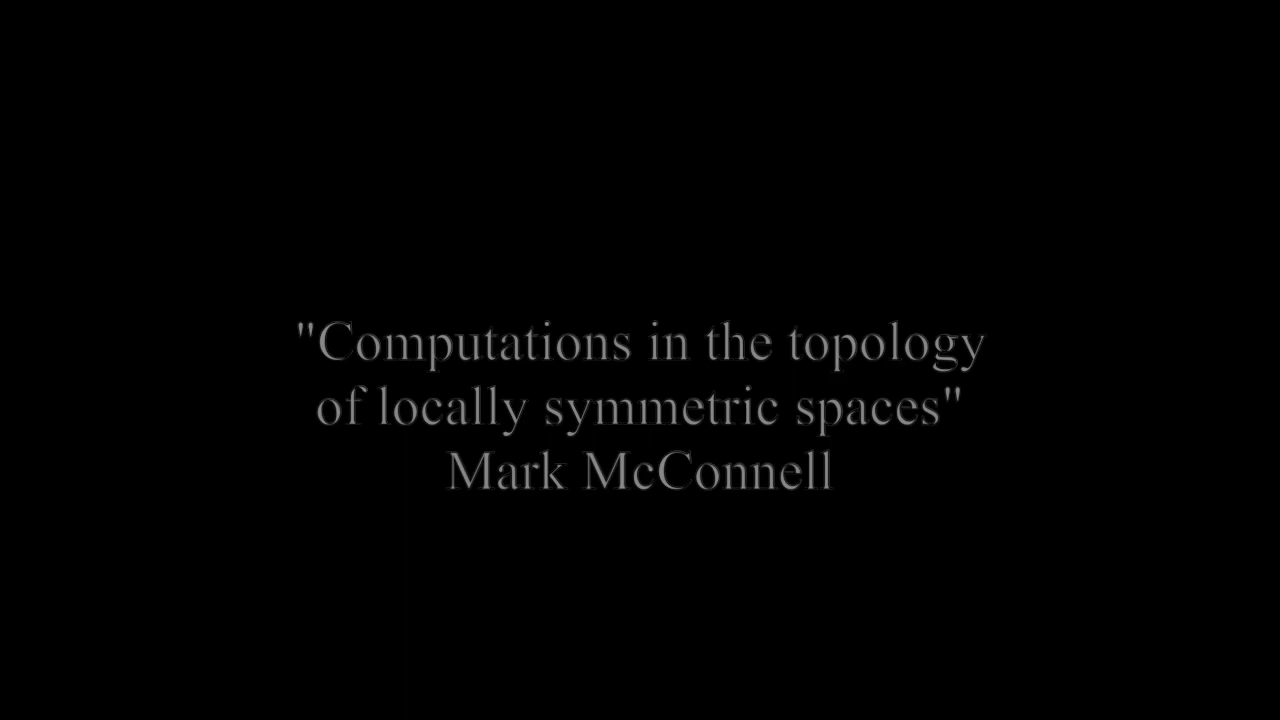 "Computations in the topology
of locally symmetric spaces"
Mark McConnell